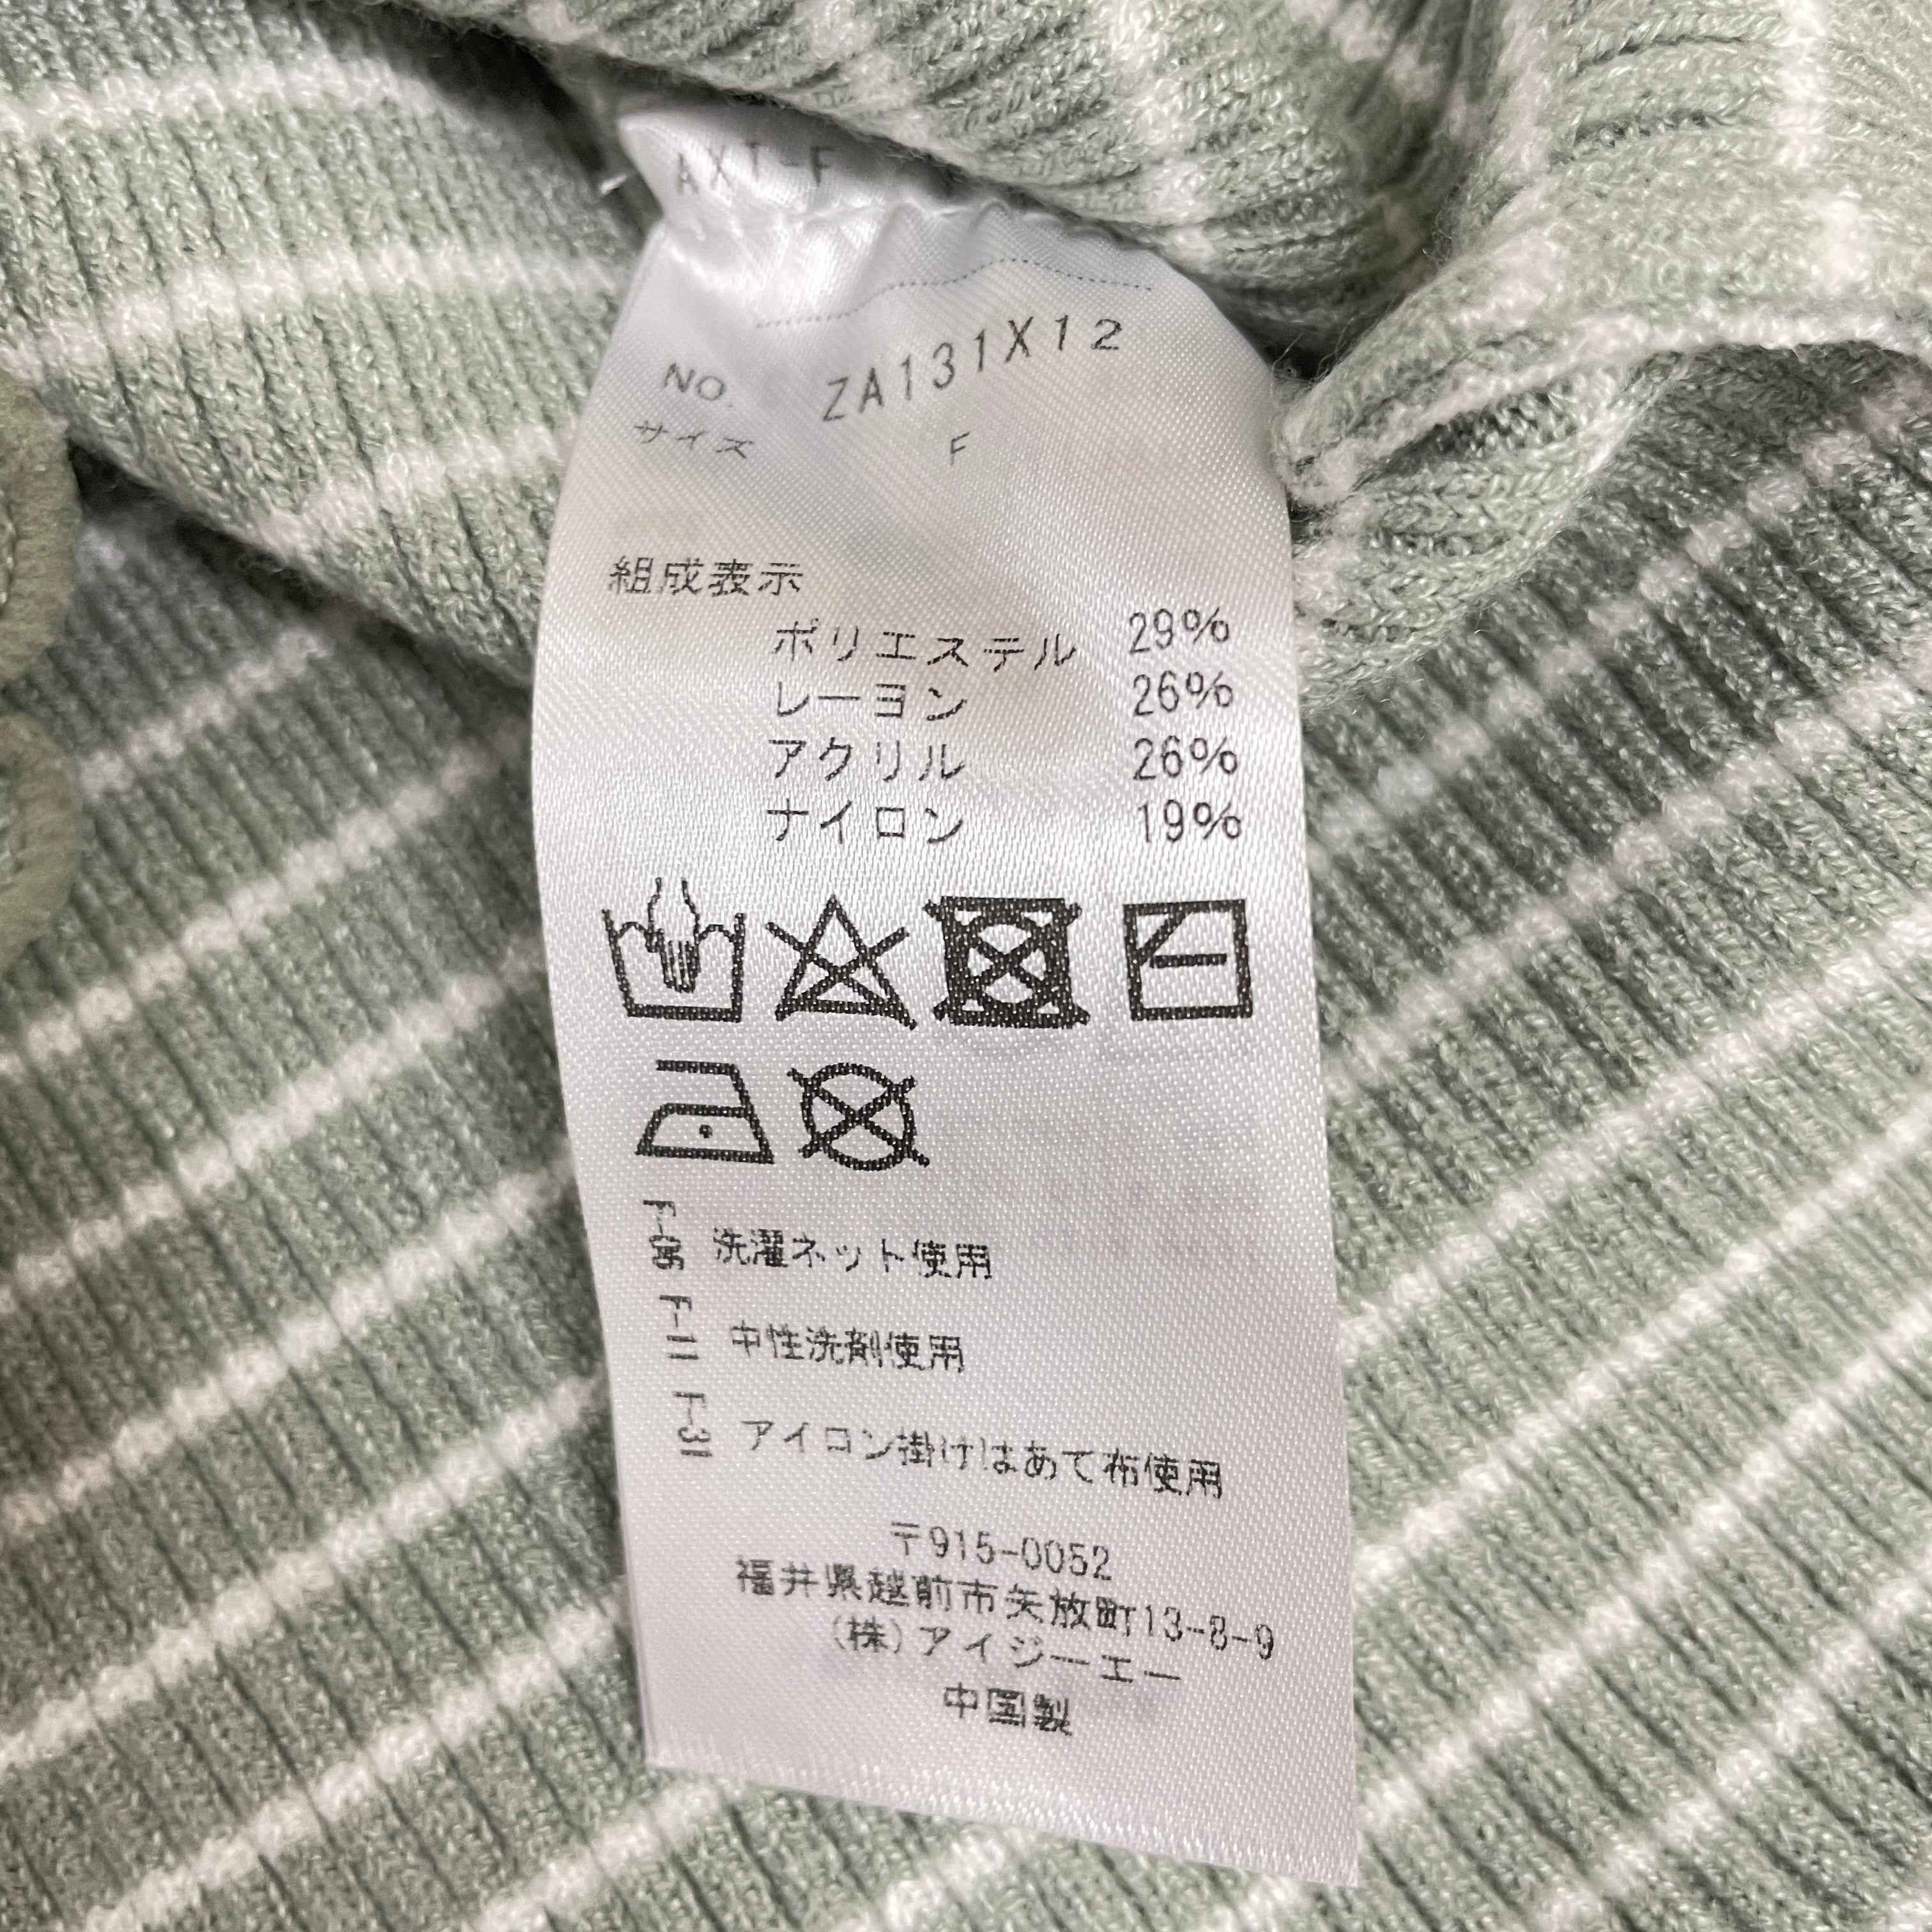 AXT-F
NO. ZA131X12
サイズ F
組成表示
ポリエステル 29%
レーヨン 26%
アクリル 26%
ナイロン 19%
F-06 洗濯ネット使用
F-11 中性洗剤使用
F-31 アイロン掛けはあて布使用
〒915-0052
福井県越前市矢放町13-8-9
(株)アイジーエー
中国製